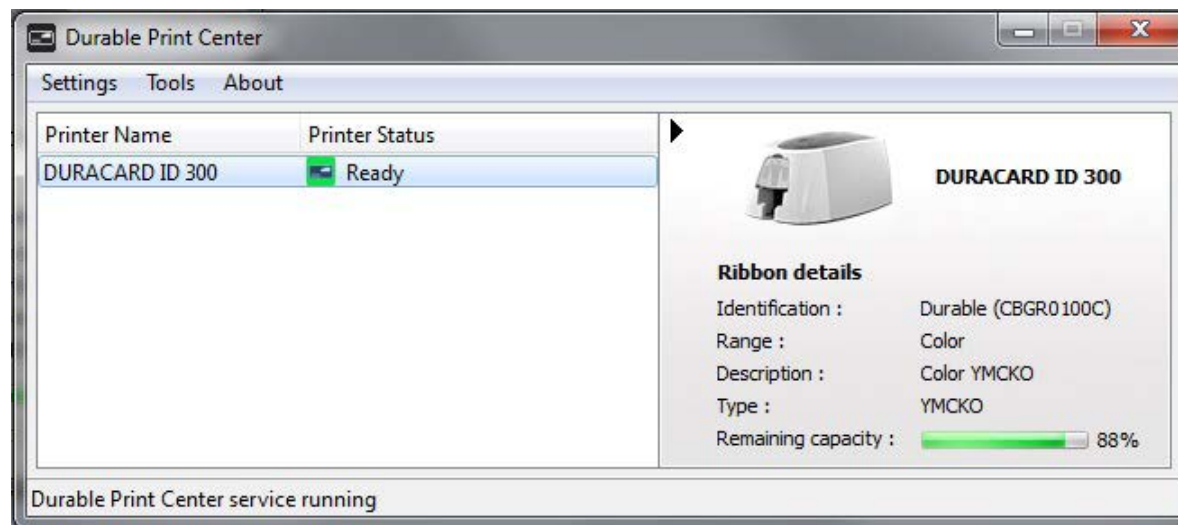 Durable Print Center
Settings Tools About
Printer Name Printer Status
DURACARD ID 300 Ready
DURACARD ID 300
Ribbon details
Identification : Durable (CBGR0100C)
Range : Color
Description : Color YMCKO
Type : YMCKO
Remaining capacity : 88%
Durable Print Center service running